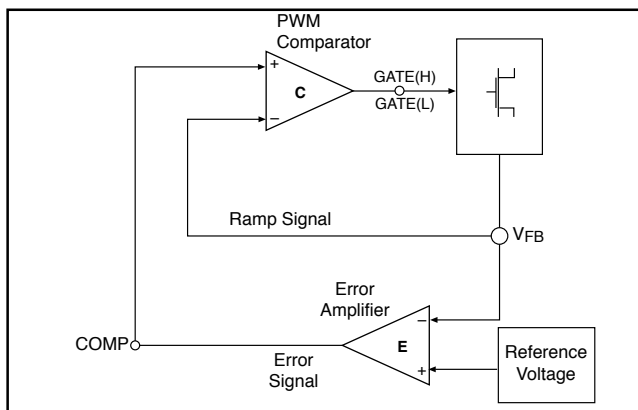 PWM
Comparator
+
C
−
GATE(H)
GATE(L)
Ramp Signal
VFB
Error
Amplifier
−
E
+
COMP
Error
Signal
Reference
Voltage